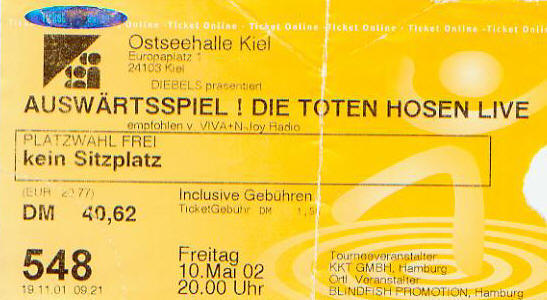 Ticket Online - Ticket Online - Ticket Online - Ticket Online
Ostseehalle Kiel
Europaplatz 1
24103 Kiel
DIEBELS präsentiert
AUSWÄRTSSPIEL ! DIE TOTEN HOSEN LIVE
empfohlen v. VIVA+N-Joy Radio
PLATZWAHL FREI
kein Sitzplatz
(EUR 20.77)
Inclusive Gebühren
DM 40,62
TicketGebühr DM
548
19.11.01 09:21
Freitag
10.Mai 02
20.00 Uhr
Tourneeveranstalter
KKT GMBH, Hamburg
Örtl. Veranstalter
BLINDFISH PROMOTION, Hamburg